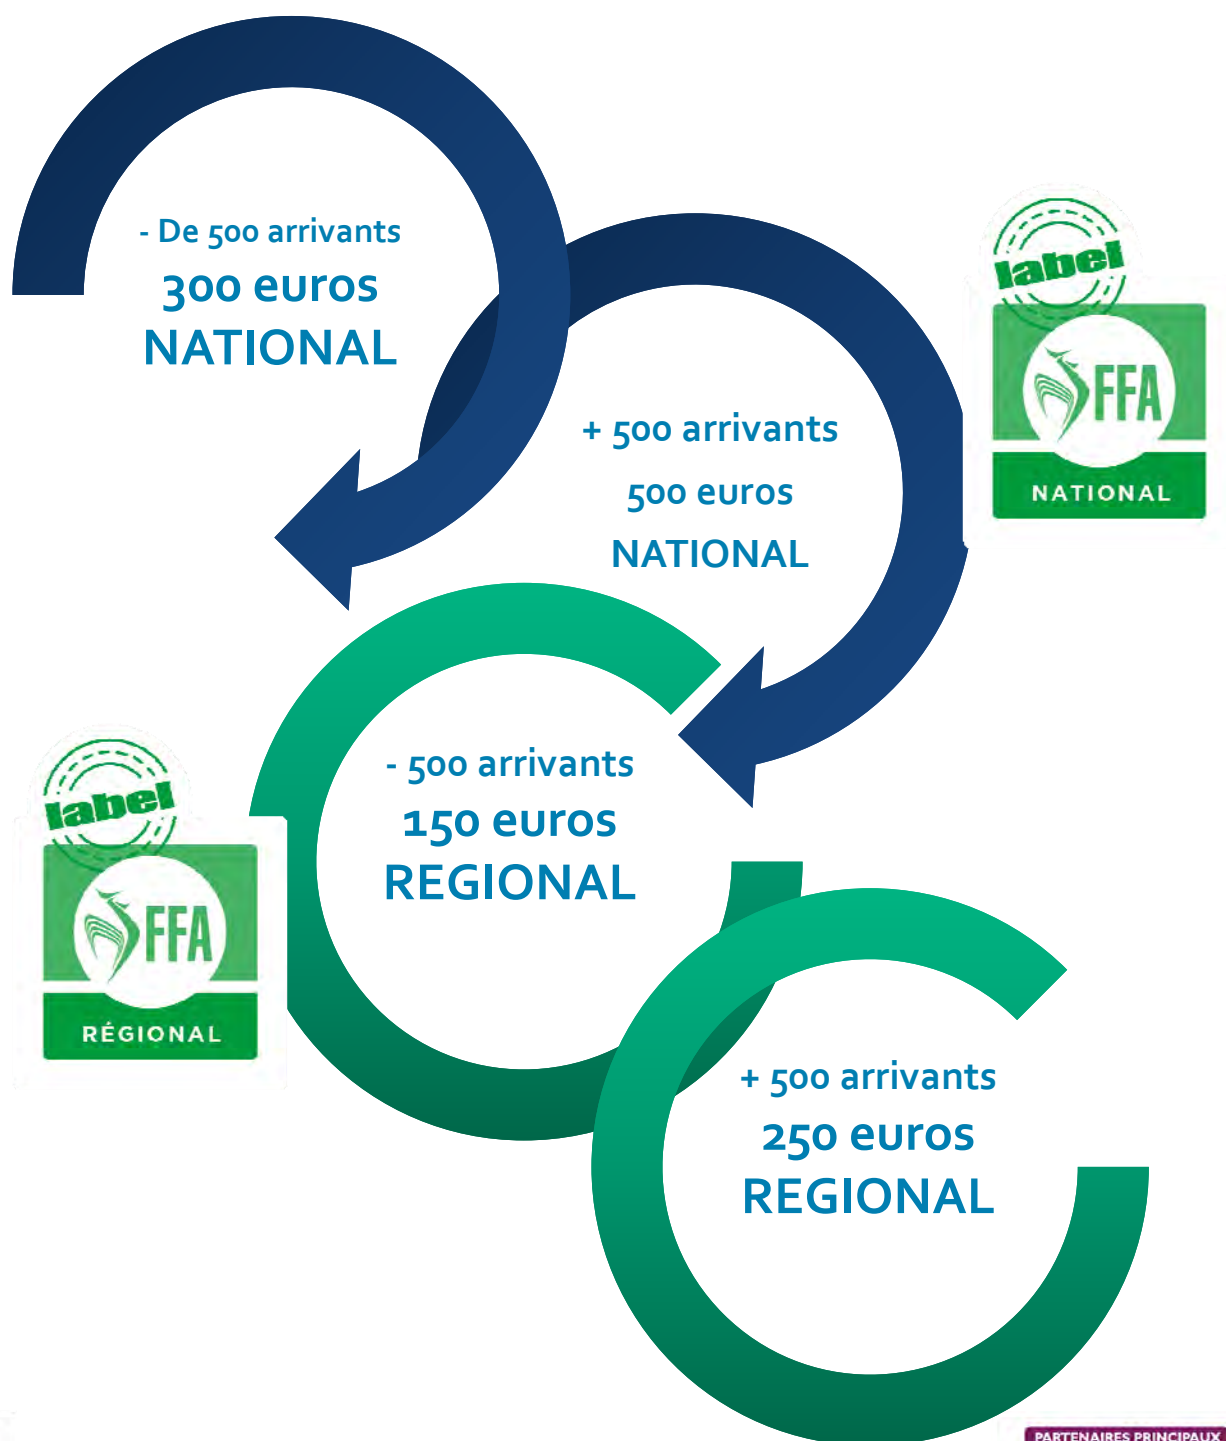 - De 500 arrivants
300 euros
NATIONAL
label
FFA
NATIONAL
+ 500 arrivants
500 euros
NATIONAL
- 500 arrivants
150 euros
REGIONAL
label
FFA
RÉGIONAL
+ 500 arrivants
250 euros
REGIONAL
PARTENAIRES PRINCIPAUX